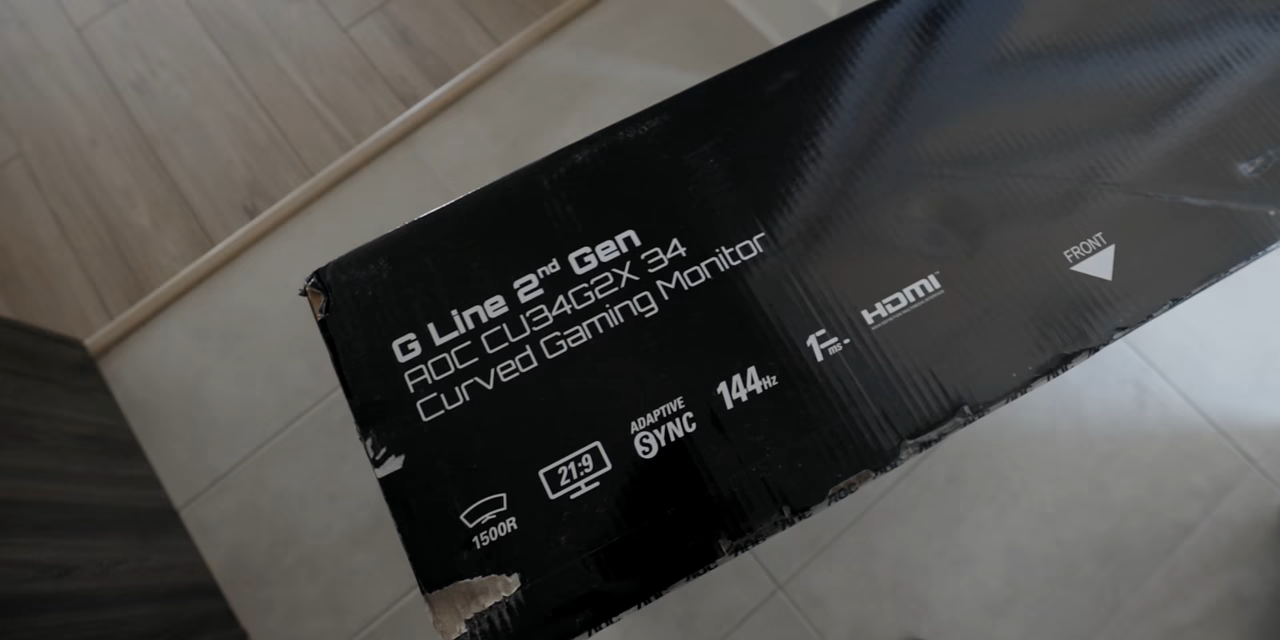 G Line 2nd Gen
AOC CU34G2X 34
Curved Gaming Monitor
1500R
21:9
ADAPTIVE
SYNC
144Hz
1ms
HDMI
FRONT